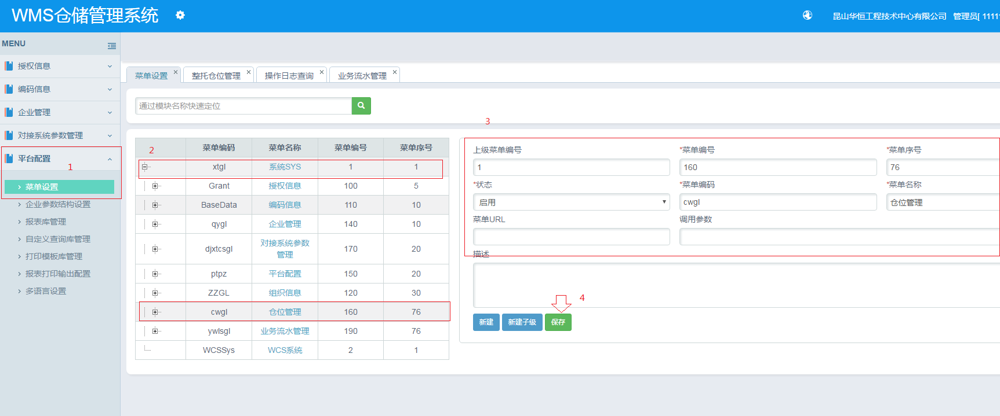 WMS仓储管理系统
昆山华恒工程技术中心有限公司 管理员[ 1111
MENU
授权信息
编码信息
企业管理
对接系统参数管理
平台配置
1
菜单设置
企业参数结构设置
报表库管理
自定义查询库管理
打印模板库管理
报表打印输出配置
多语言设置
菜单设置 整托仓位管理 操作日志查询 业务流水管理
通过模块名称快速定位
3
2 菜单编码 菜单名称 菜单编号 菜单序号
xtgl 系统SYS 1 1
Grant 授权信息 100 5
BaseData 编码信息 110 10
qygl 企业管理 140 10
djxtcsgl 对接系统参数管理 170 20
ptpz 平台配置 150 20
ZZGL 组织信息 120 30
cwgl 仓位管理 160 76
ywlsgl 业务流水管理 190 76
WCSSys WCS系统 2 1
上级菜单编号 *菜单编号 *菜单序号
1 160 76
*状态 *菜单编码 *菜单名称
启用 cwgl 仓位管理
菜单URL 调用参数
描述
4
新建 新建子级 保存